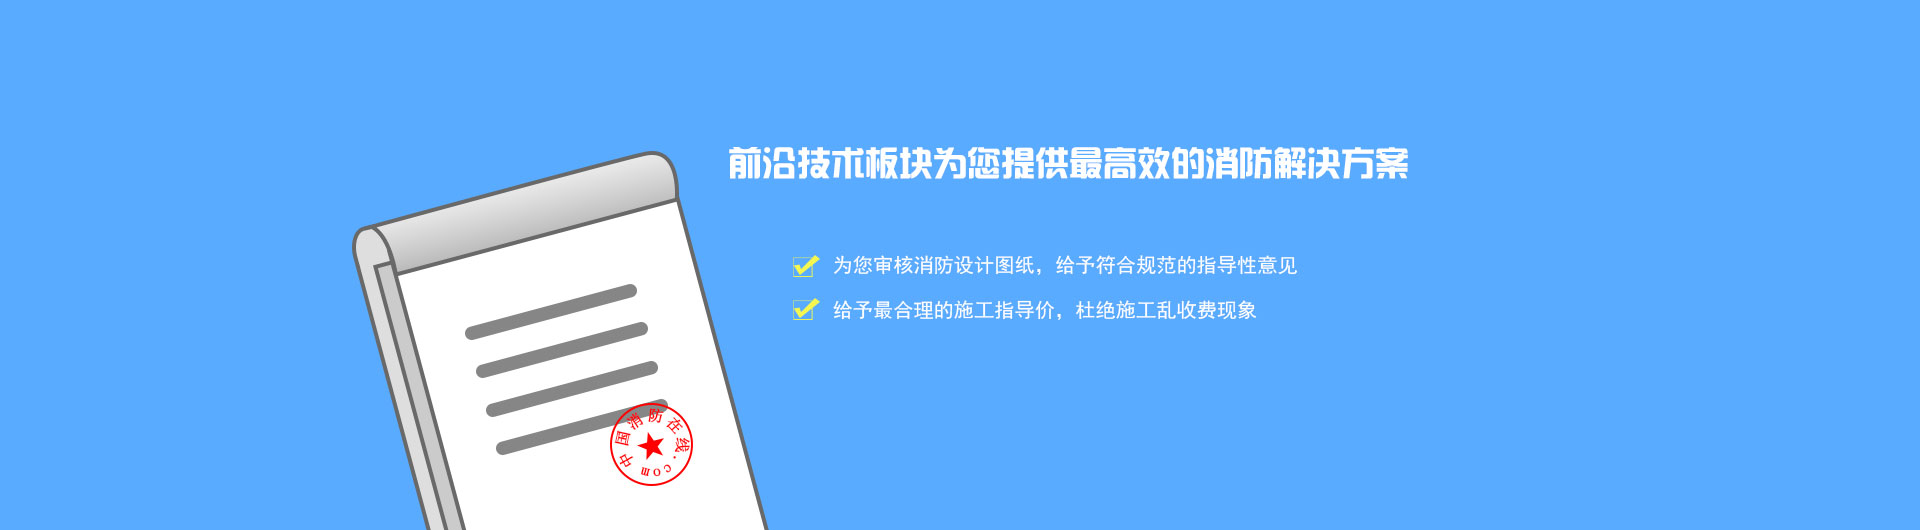 前沿技术板块为您提供最高效的消防解决方案
为您审核消防设计图纸，给予符合规范的指导性意见
给予最合理的施工指导价，杜绝施工乱收费现象
中国消防在线.com